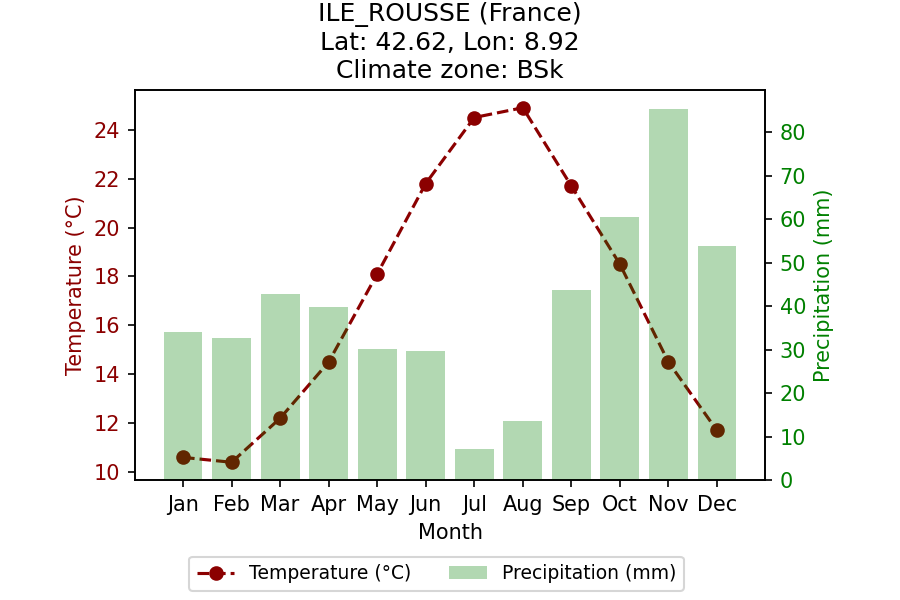 ILE_ROUSSE (France)
Lat: 42.62, Lon: 8.92
Climate zone: BSk
Temperature (°C)
24
22
20
18
16
14
12
10
80
70
60
50
40
30
20
10
0
Precipitation (mm)
Jan Feb Mar Apr May Jun Jul Aug Sep Oct Nov Dec
Month
Temperature (°C) Precipitation (mm)